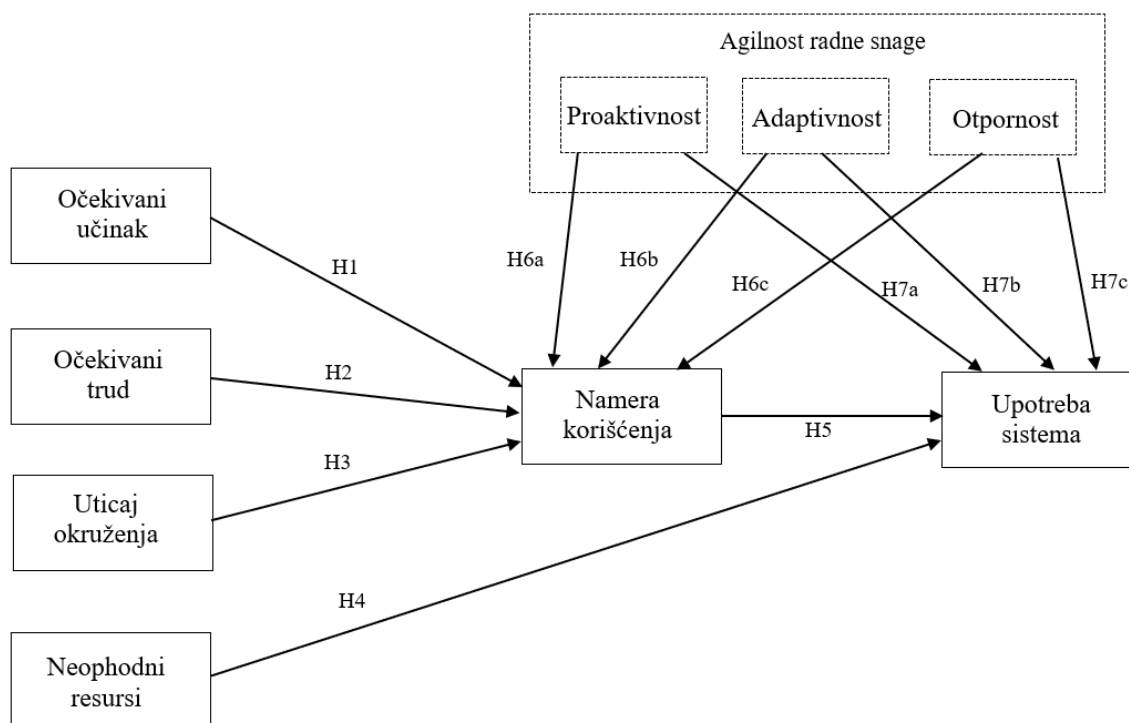 Agilnost radne snage
Proaktivnost
Adaptivnost
Otpornost
Očekivani
učinak
H1
H6a
H6b
H6c
H7a
H7b
H7c
Očekivani
trud
H2
Namera
korišćenja
H5
Upotreba
sistema
H3
Uticaj
okruženja
H4
Neophodni
resursi